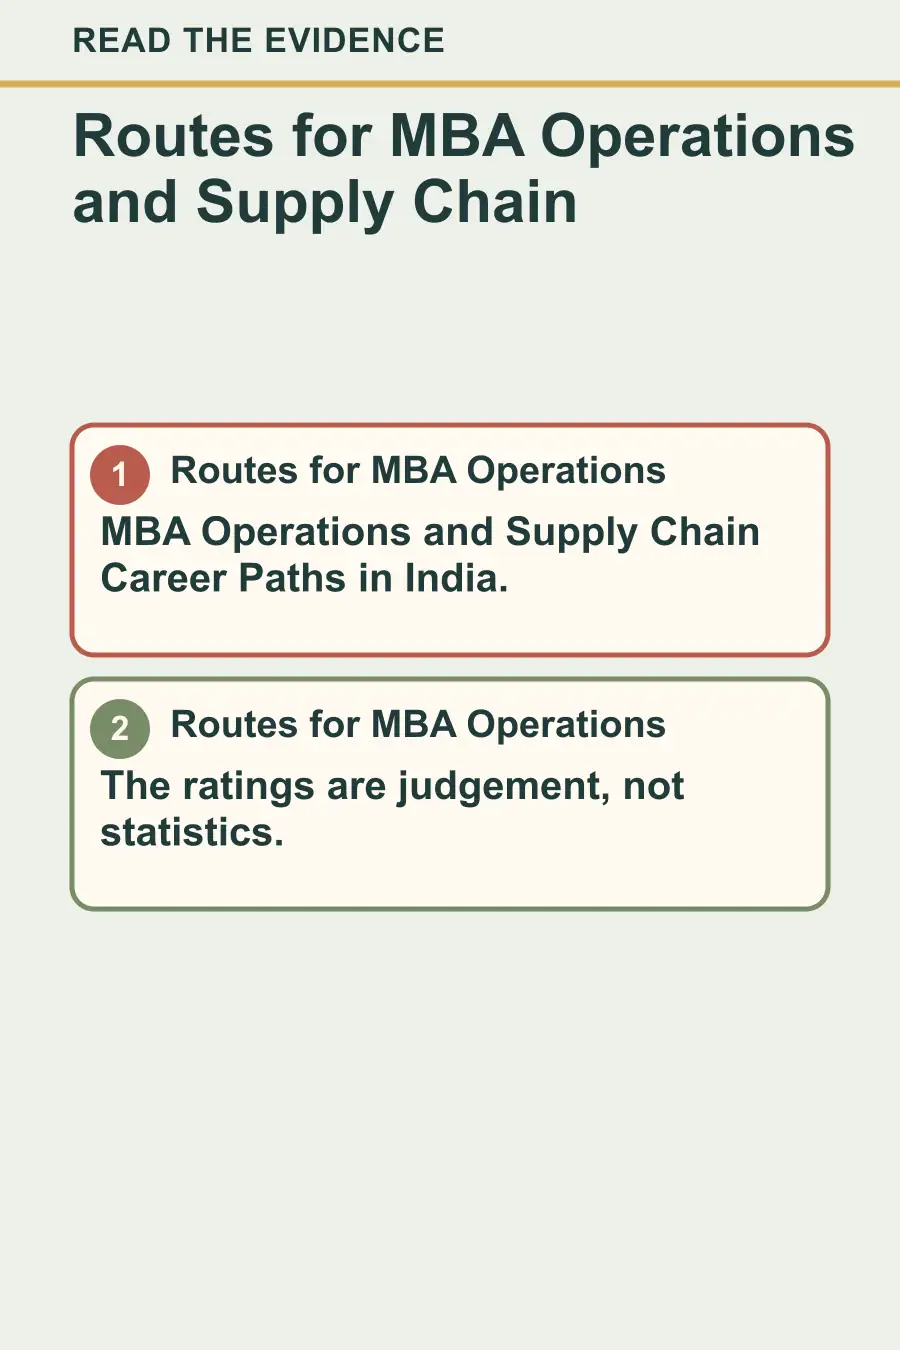 READ THE EVIDENCE
Routes for MBA Operations
and Supply Chain
1 Routes for MBA Operations
MBA Operations and Supply Chain
Career Paths in India.
2 Routes for MBA Operations
The ratings are judgement, not
statistics.